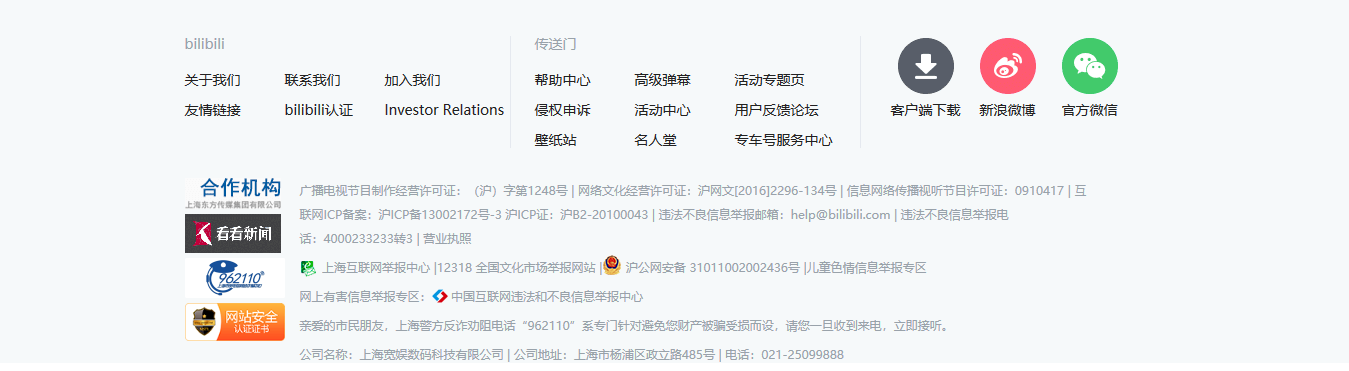 bilibili
关于我们 联系我们 加入我们
友情链接 bilibili认证 Investor Relations
传送门
帮助中心 高级弹幕 活动专题页
侵权申诉 活动中心 用户反馈论坛
壁纸站 名人堂 专车号服务中心
客户端下载 新浪微博 官方微信
合作机构
上海东方传媒集团有限公司
看看新闻
962110
网站安全
认证证书
广播电视节目制作经营许可证：（沪）字第1248号 | 网络文化经营许可证：沪网文[2016]2296-134号 | 信息网络传播视听节目许可证：0910417 | 互
联网ICP备案：沪ICP备13002172号-3 沪ICP证：沪B2-20100043 | 违法不良信息举报邮箱：help@bilibili.com | 违法不良信息举报电
话：4000233233转3 | 营业执照
上海互联网举报中心 |12318 全国文化市场举报网站 | 沪公网安备 31011002002436号 |儿童色情信息举报专区
网上有害信息举报专区： 中国互联网违法和不良信息举报中心
亲爱的市民朋友，上海警方反诈劝阻电话“962110”系专门针对避免您财产被骗受损而设，请您一旦收到来电，立即接听。
公司名称：上海宽娱数码科技有限公司 | 公司地址：上海市杨浦区政立路485号 | 电话：021-25099888